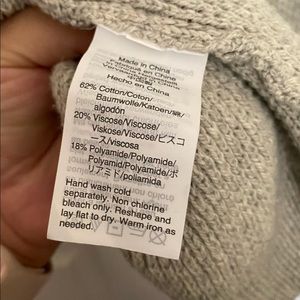 Made in China
Hecho en China
62% Cotton/Coton/
Baumwolle/Katoen/綿/
algodón
20% Viscose/Viscose/
Viskose/Viscose/ビスコ
ース/viscosa
18% Polyamide/Polyamide/
Polyamid/Polyamide/ポ
リアミド/poliamida
Hand wash cold
separately. Non chlorine
bleach only. Reshape and
lay flat to dry. Warm iron as
needed.